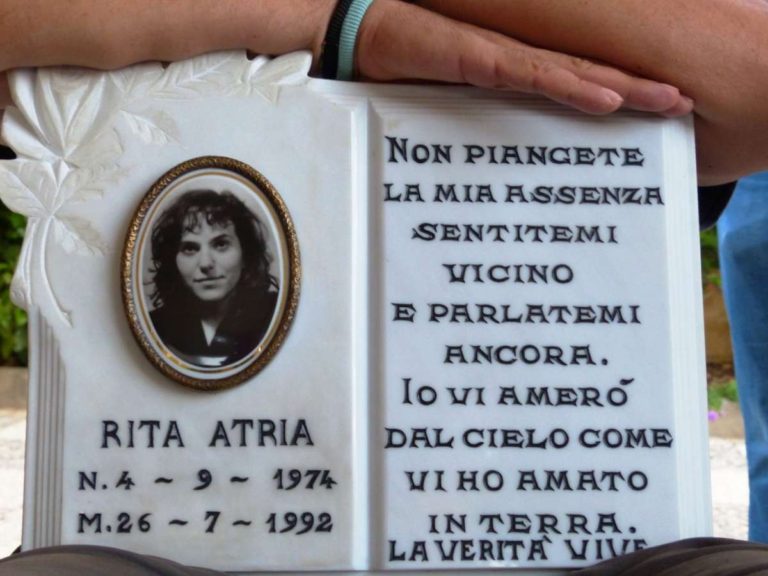 RITA ATRIA
N. 4 ~ 9 ~ 1974
M. 26 ~ 7 ~ 1992
NON PIANGETE
LA MIA ASSENZA
SENTITEMI
VICINO
E PARLATEMI
ANCORA.
IO VI AMERÒ
DAL CIELO COME
VI HO AMATO
IN TERRA.
LA VERITÀ VIVE